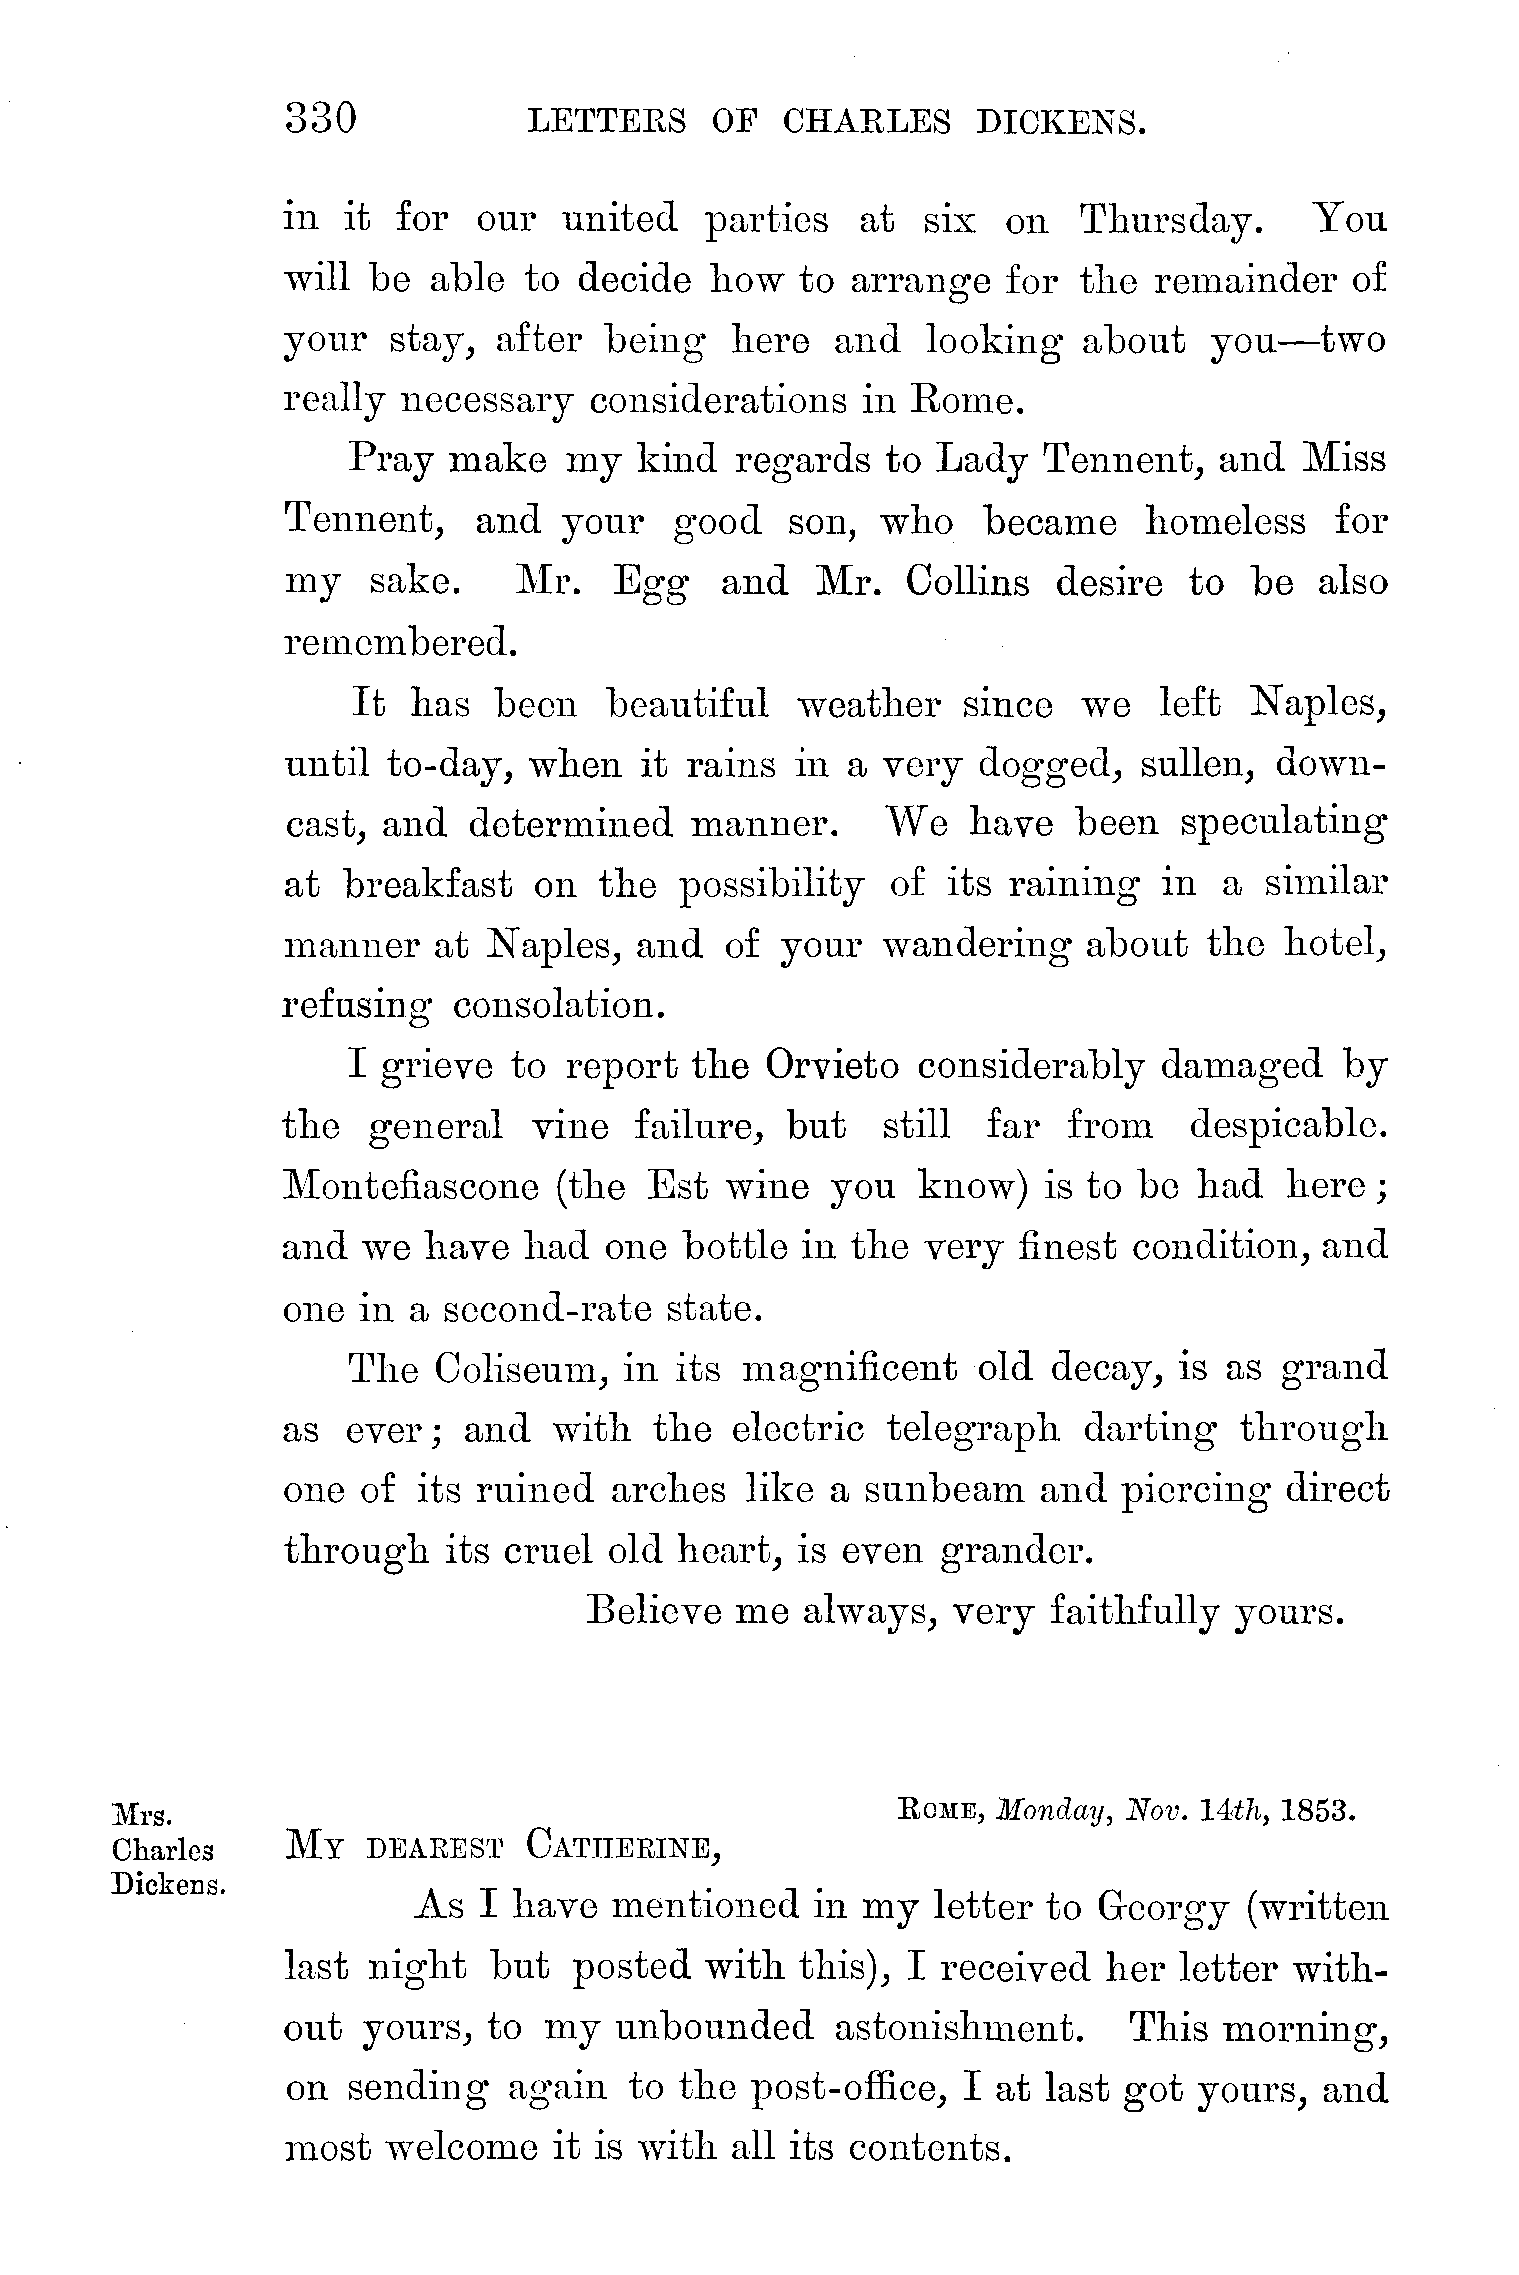 330 LETTERS OF CHARLES DICKENS.
in it for our united parties at six on Thursday. You
will be able to decide how to arrange for the remainder of
your stay, after being here and looking about you—two
really necessary considerations in Rome.
Pray make my kind regards to Lady Tennent, and Miss
Tennent, and your good son, who became homeless for
my sake. Mr. Egg and Mr. Collins desire to be also
remembered.
It has been beautiful weather since we left Naples,
until to-day, when it rains in a very dogged, sullen, down-
cast, and determined manner. We have been speculating
at breakfast on the possibility of its raining in a similar
manner at Naples, and of your wandering about the hotel,
refusing consolation.
I grieve to report the Orvieto considerably damaged by
the general vine failure, but still far from despicable.
Montefiascone (the Est wine you know) is to be had here;
and we have had one bottle in the very finest condition, and
one in a second-rate state.
The Coliseum, in its magnificent old decay, is as grand
as ever; and with the electric telegraph darting through
one of its ruined arches like a sunbeam and piercing direct
through its cruel old heart, is even grander.
Believe me always, very faithfully yours.
Mrs.
Charles
Dickens.
ROME, Monday, Nov. 14th, 1853.
MY DEAREST CATHERINE,
As I have mentioned in my letter to Georgy (written
last night but posted with this), I received her letter with-
out yours, to my unbounded astonishment. This morning,
on sending again to the post-office, I at last got yours, and
most welcome it is with all its contents.